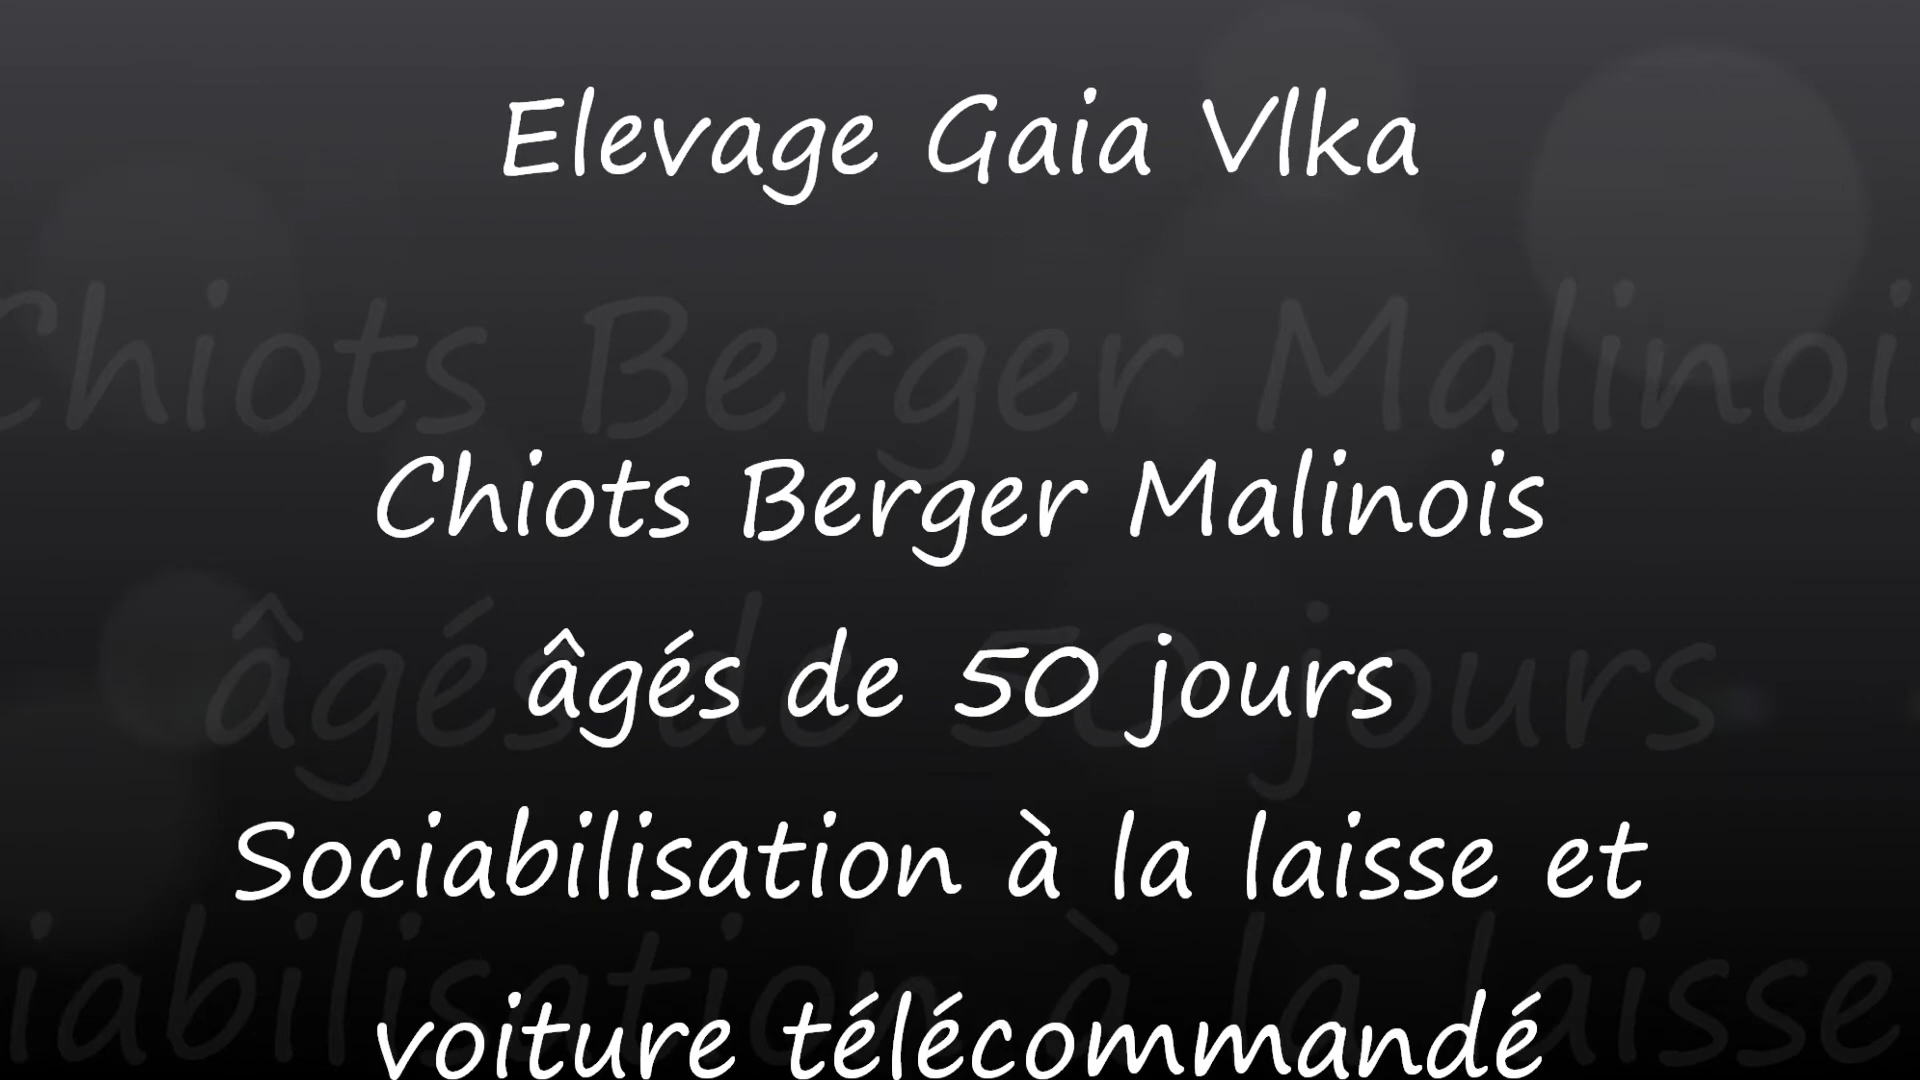 Elevage Gaia Vlka
Chiots Berger Malinois
âgés de 50 jours
Sociabilisation à la laisse et
voiture télécommandé